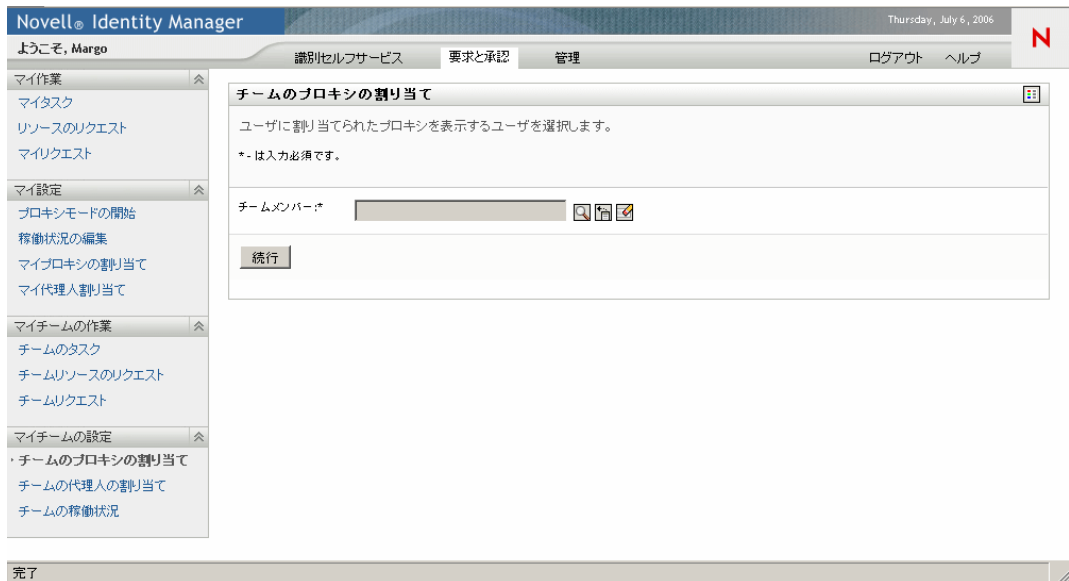 Novell® Identity Manager
Thursday, July 6, 2006
N
ようこそ, Margo
識別セルフサービス
要求と承認
管理
ログアウト
ヘルプ
マイ作業
マイタスク
リソースのリクエスト
マイリクエスト
マイ設定
プロキシモードの開始
稼働状況の編集
マイプロキシの割り当て
マイ代理人割り当て
マイチームの作業
チームのタスク
チームリソースのリクエスト
チームリクエスト
マイチームの設定
チームのプロキシの割り当て
チームの代理人の割り当て
チームの稼働状況
チームのプロキシの割り当て
ユーザに割り当てられたプロキシを表示するユーザを選択します。
*- は入力必須です。
チームメンバー:*
続行
完了